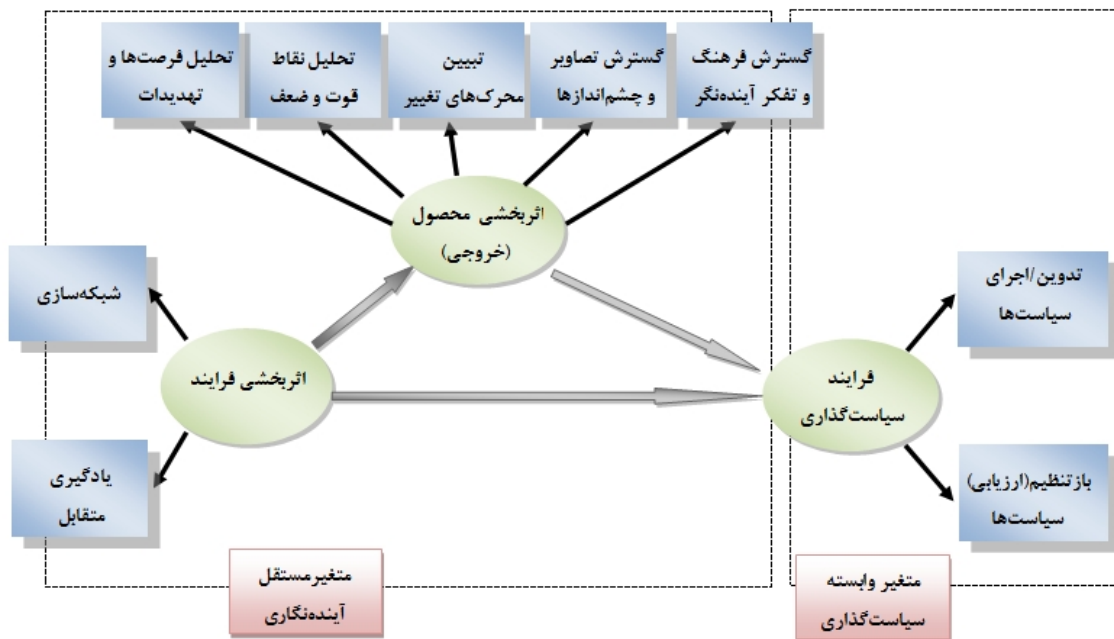 گسترش فرهنگ
و تفکر آینده‌نگر
گسترش تصاویر
و چشم‌اندازها
تبیین
محرک‌های تغییر
تحلیل نقاط
قوت و ضعف
تحلیل فرصت‌ها و
تهدیدات
اثربخشی محصول
(خروجی)
تدوین/اجرای
سیاست‌ها
شبکه‌سازی
فرایند
سیاست‌گذاری
اثربخشی فرایند
بازتنظیم(ارزیابی)
سیاست‌ها
یادگیری
متقابل
متغیر وابسته
سیاست‌گذاری
متغیرمستقل
آینده‌نگاری